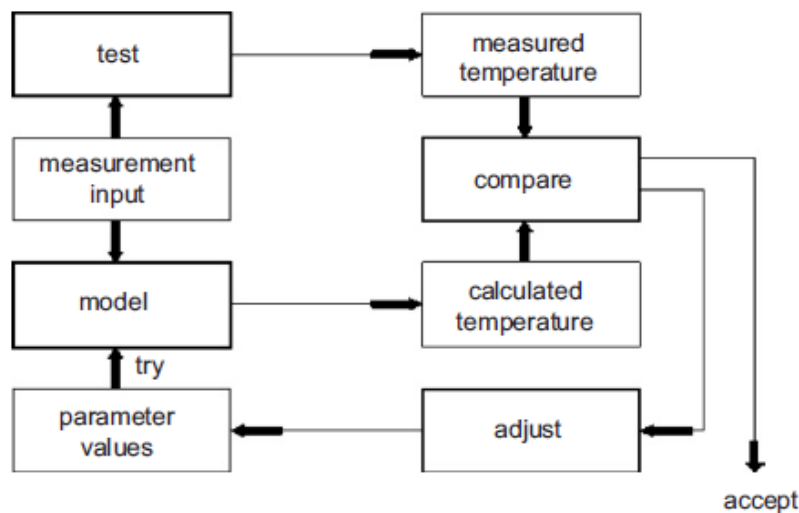 test
measured
temperature
measurement
input
compare
model
calculated
temperature
try
parameter
values
adjust
accept